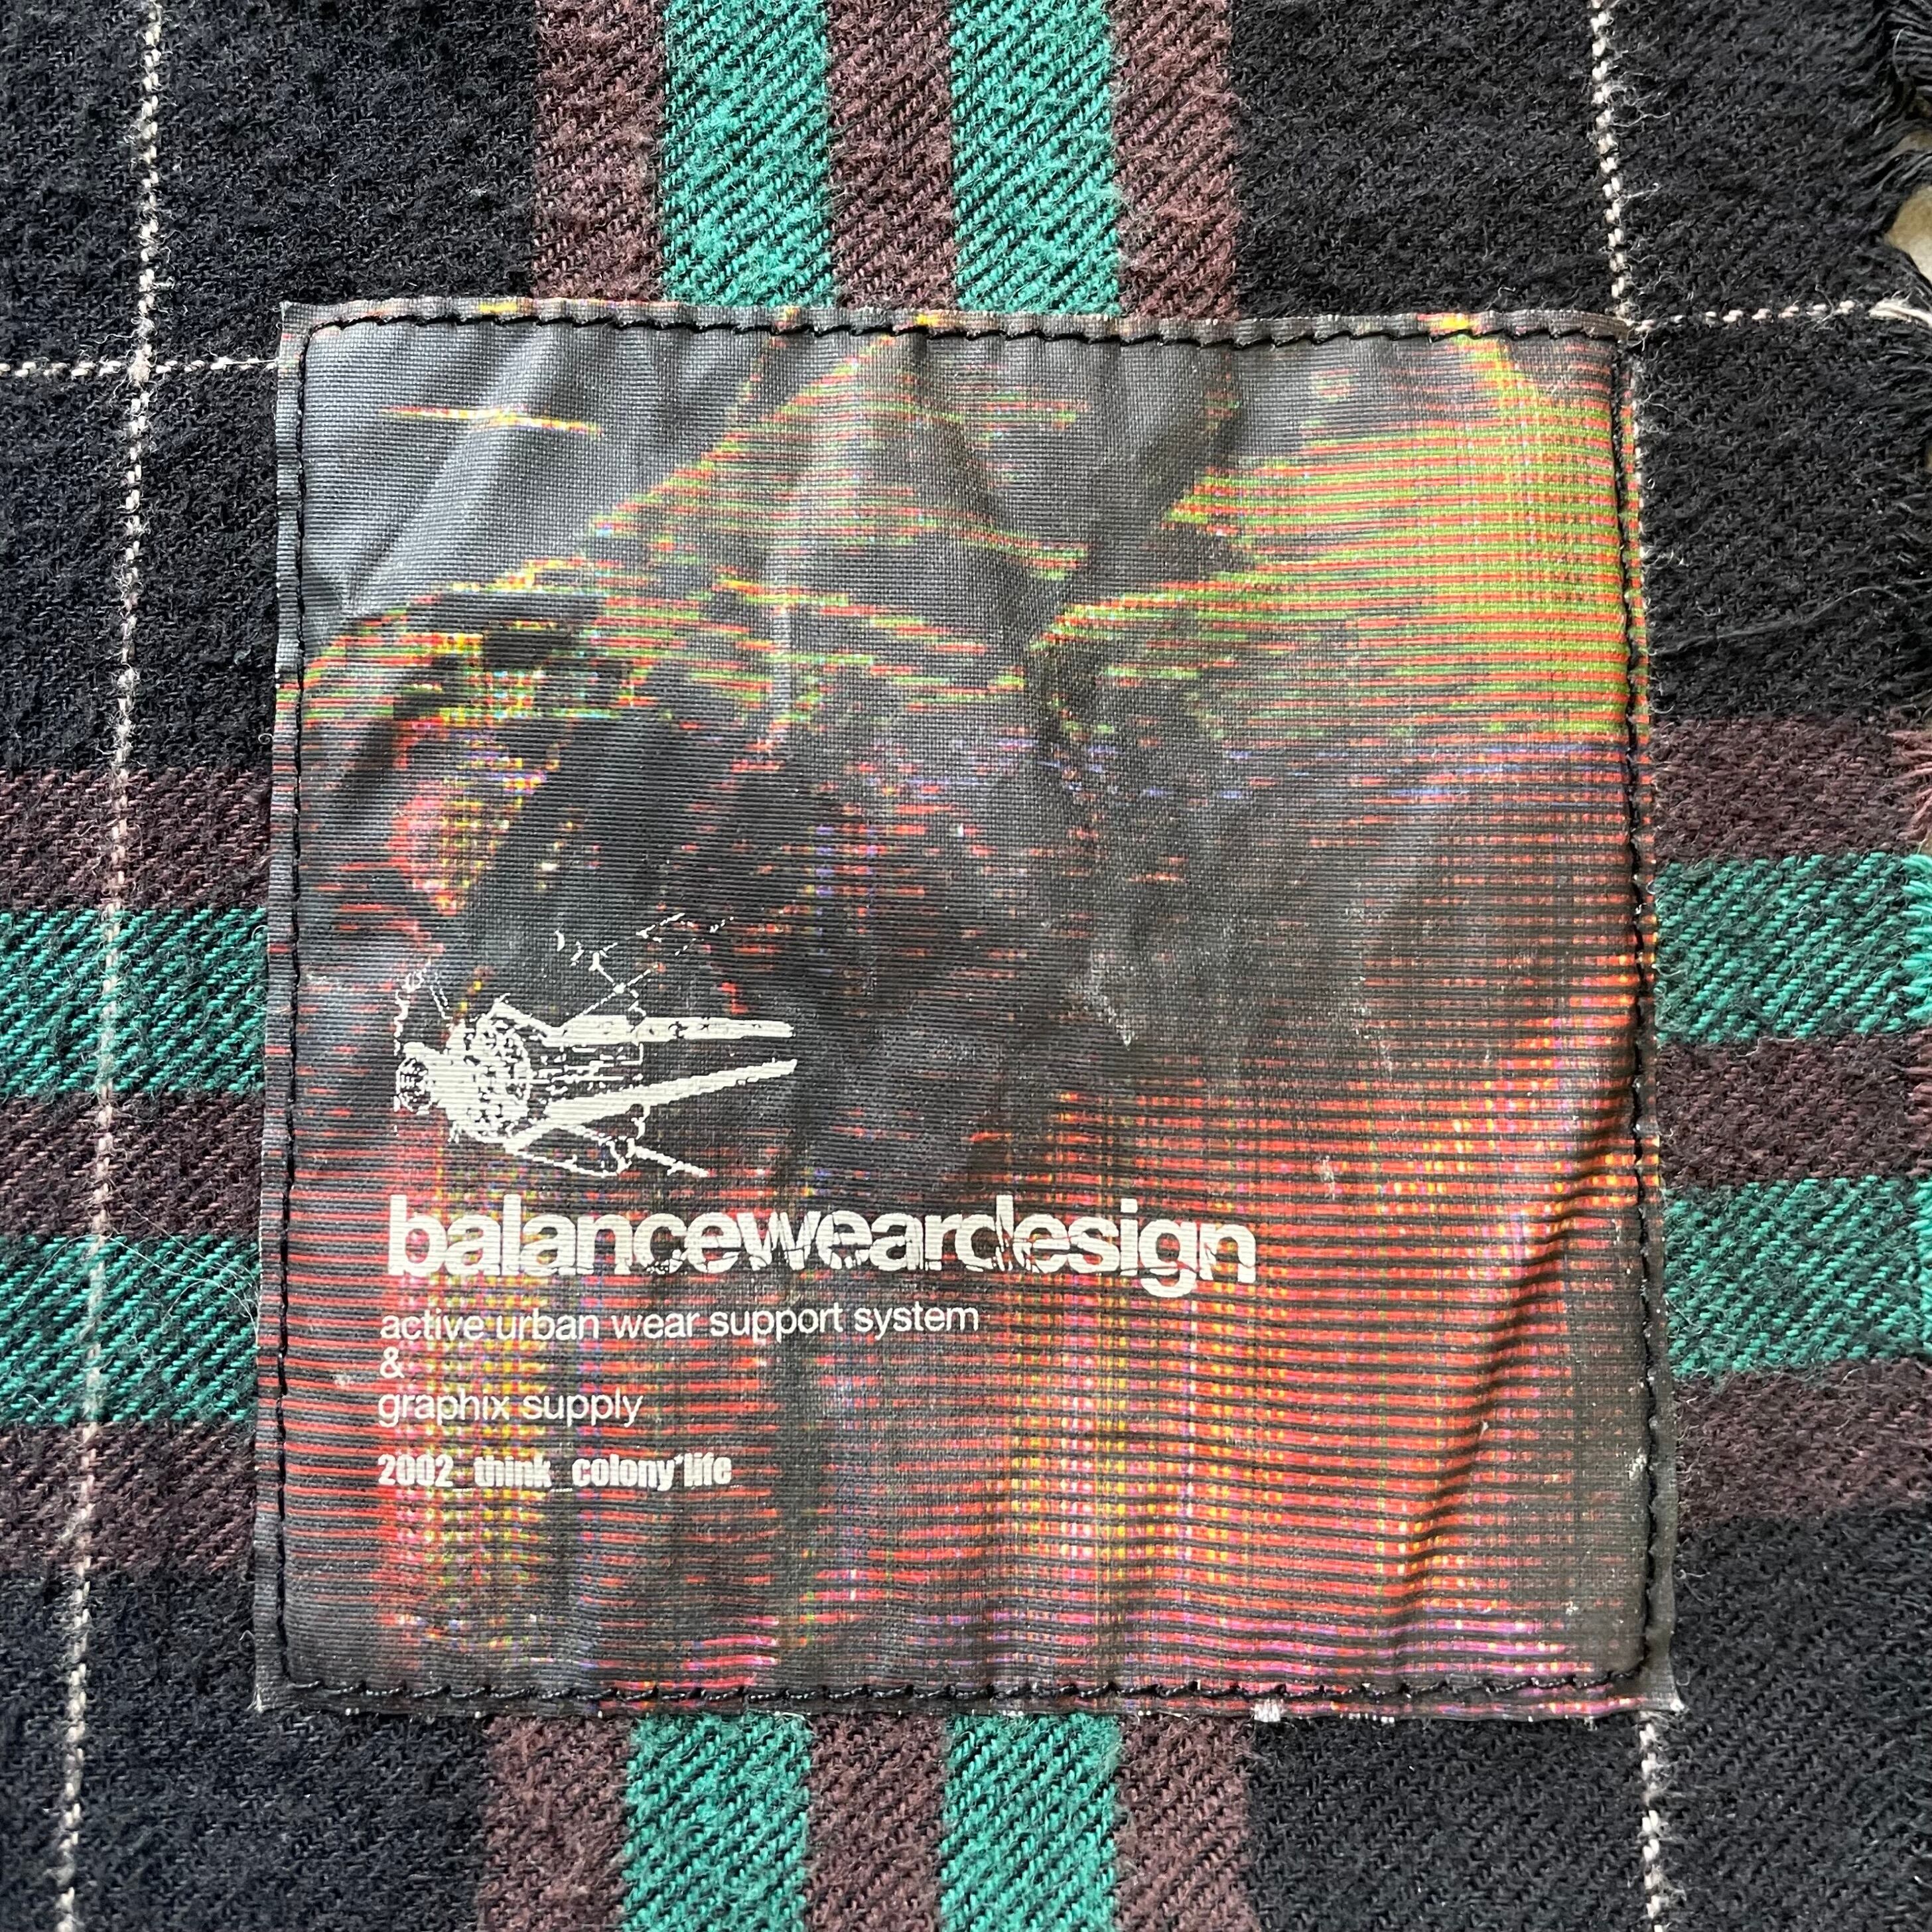 balanceweardesign
active urban wear support system
&
graphix supply
2002_think_colony*life